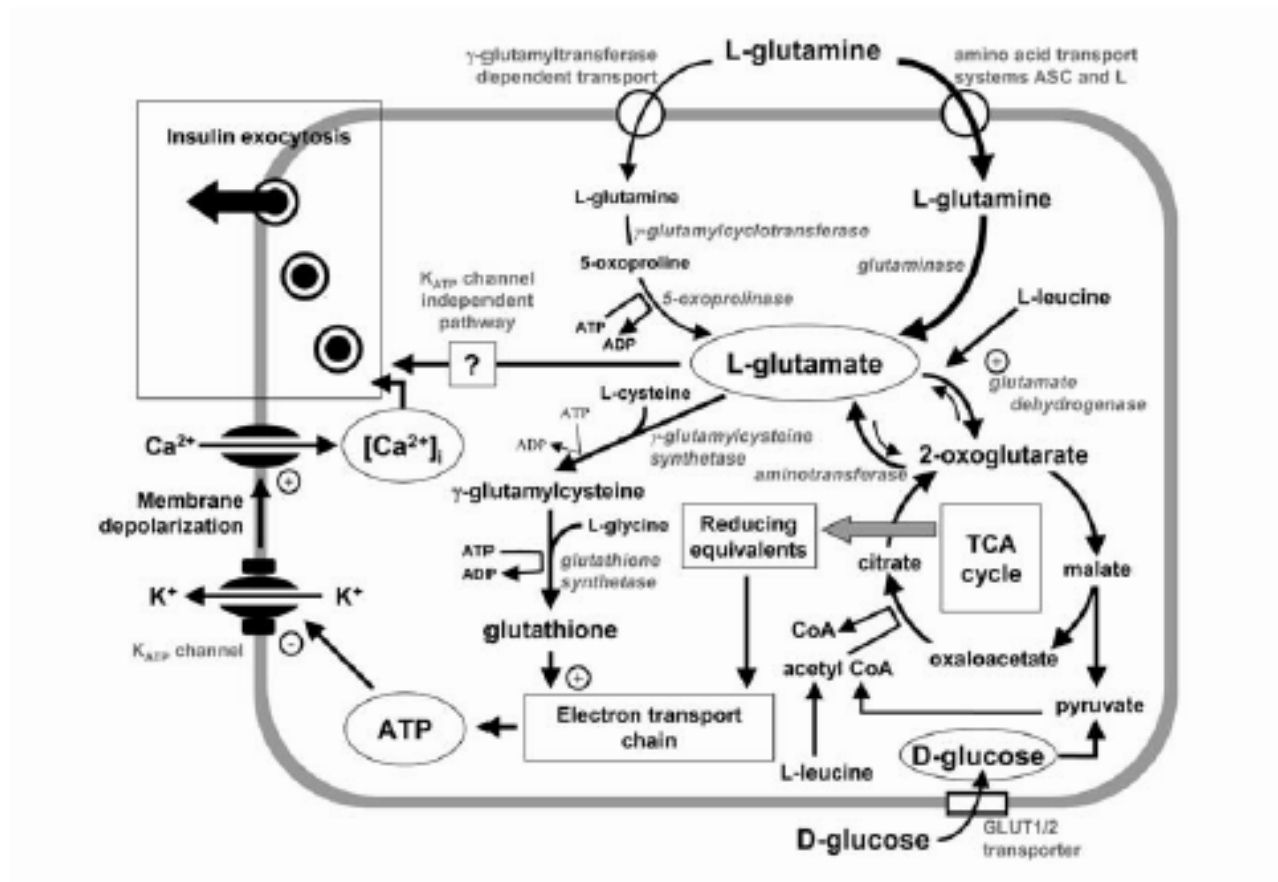 L-glutamine
γ-glutamyltransferase
dependent transport
amino acid transport
systems ASC and L
Insulin exocytosis
L-glutamine
L-glutamine
γ-glutamylcyclotransferase
5-oxoproline
glutaminase
K_ATP channel
independent
pathway
5-oxoprolinase
ATP
ADP
L-leucine
?
L-glutamate
+
glutamate
dehydrogenase
L-cysteine
ATP
ADP
γ-glutamylcysteine
synthetase
aminotransferase
2-oxoglutarate
Ca2+
[Ca2+]i
+
Membrane
depolarization
γ-glutamylcysteine
L-glycine
ATP
ADP
glutathione
synthetase
Reducing
equivalents
TCA
cycle
citrate
malate
K+
K+
K_ATP channel
-
glutathione
+
CoA
acetyl CoA
oxaloacetate
pyruvate
ATP
Electron transport
chain
L-leucine
D-glucose
D-glucose
GLUT1/2
transporter